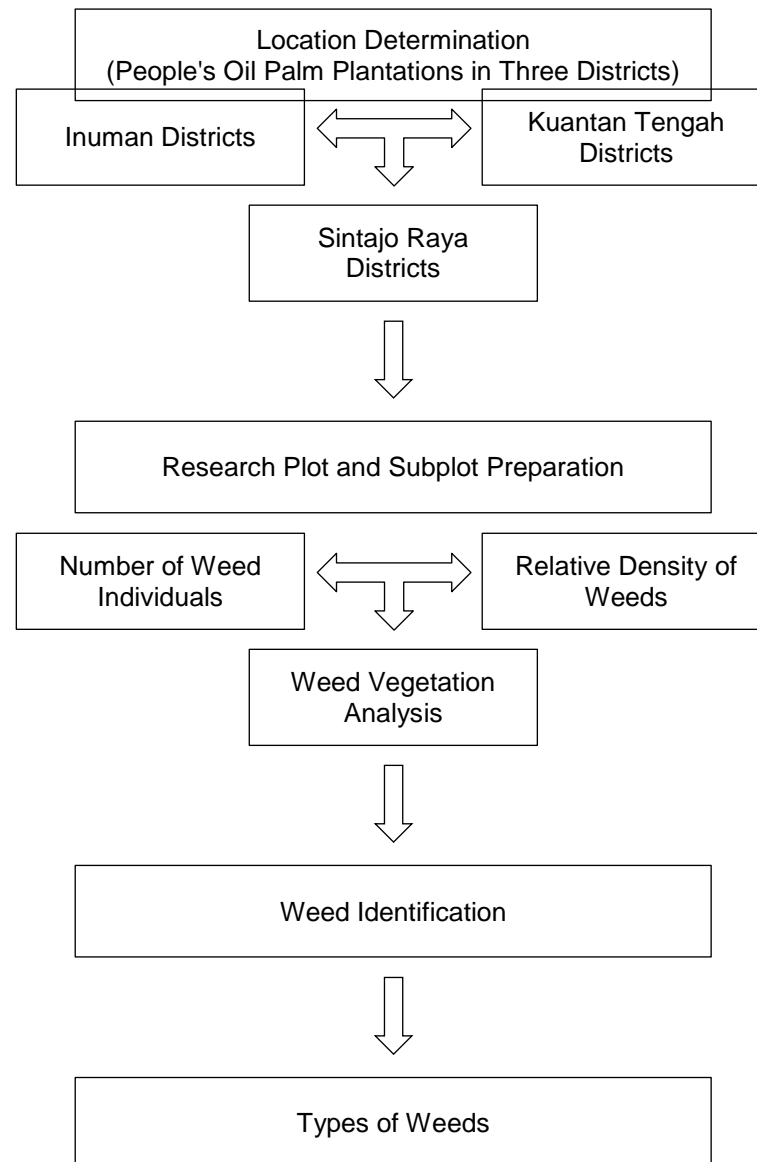 Location Determination
(People's Oil Palm Plantations in Three Districts)
Inuman Districts
Kuantan Tengah
Districts
Sintajo Raya
Districts
Research Plot and Subplot Preparation
Number of Weed
Individuals
Relative Density of
Weeds
Weed Vegetation
Analysis
Weed Identification
Types of Weeds